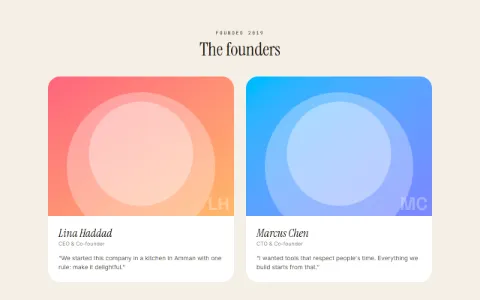 FOUNDED 2019
The founders
LH
MC
Lina Haddad
CEO & Co-founder
"We started this company in a kitchen in Amman with one
rule: make it delightful."
Marcus Chen
CTO & Co-founder
"I wanted tools that respect people's time. Everything we
build starts from that."